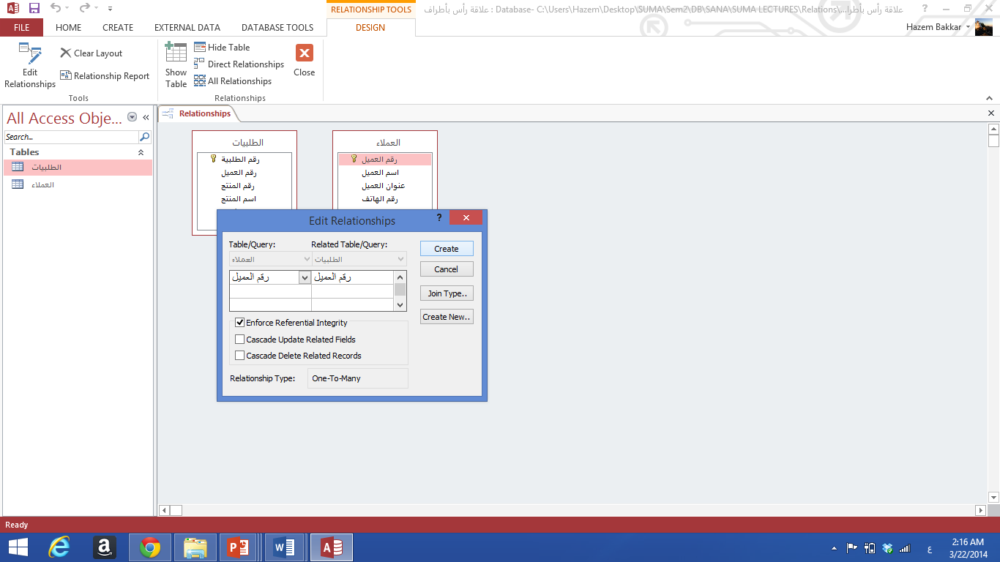 RELATIONSHIP TOOLS
علاقة رأس بأطراف : Database- C:\Users\Hazem\Desktop\SUMA\Sem2\DB\SANA\SUMA LECTURES\Relations\علاقة رأس بأطرا...
FILE HOME CREATE EXTERNAL DATA DATABASE TOOLS DESIGN
Hazem Bakkar
Edit Relationships
Clear Layout
Relationship Report
Tools
Show Table
Hide Table
Direct Relationships
All Relationships
Close
Relationships
All Access Obje...
Search...
Tables
الطلبيات
العملاء
Relationships
الطلبيات
رقم الطلبية
رقم العميل
رقم المنتج
اسم المنتج
العملاء
رقم العميل
اسم العميل
عنوان العميل
رقم الهاتف
Edit Relationships
Table/Query: Related Table/Query:
العملاء الطلبيات
رقم العميل رقم العميل
Create
Cancel
Join Type..
Create New..
Enforce Referential Integrity
Cascade Update Related Fields
Cascade Delete Related Records
Relationship Type: One-To-Many
Ready
ع
2:16 AM
3/22/2014